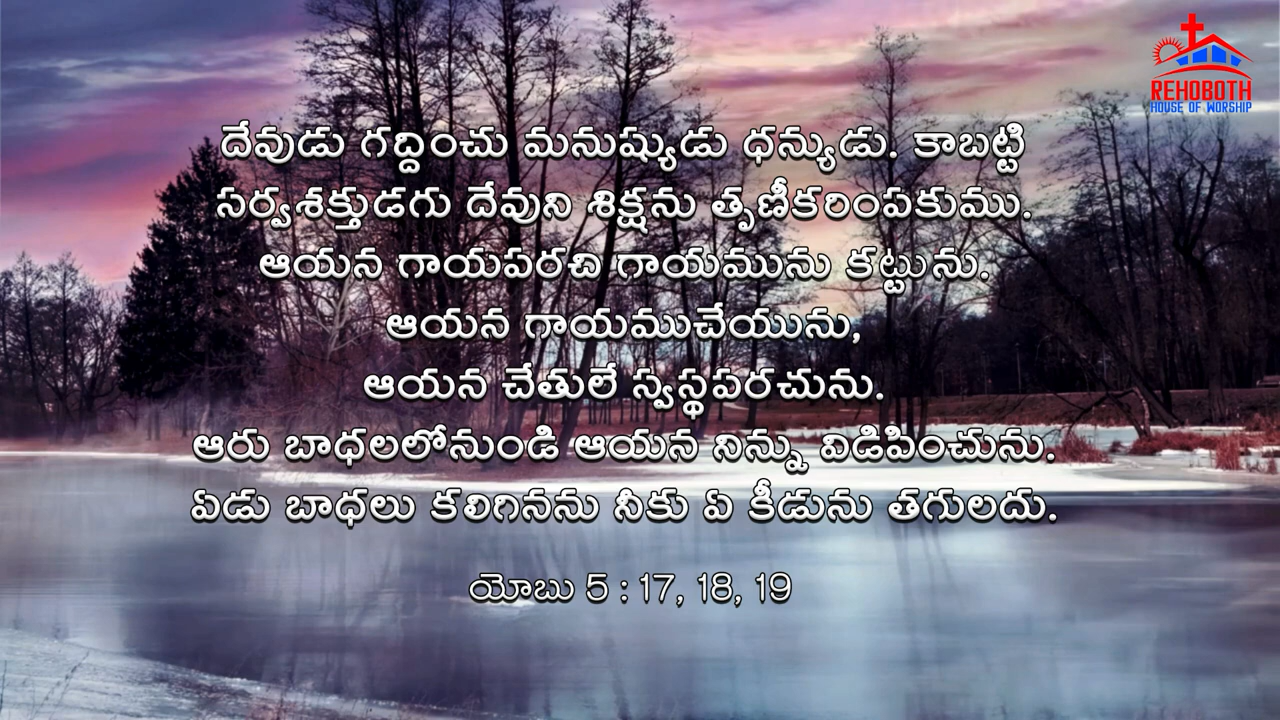 REHOBOTH
HOUSE OF WORSHIP
దేవుడు గద్దించు మనుష్యుడు ధన్యుడు. కాబట్టి
సర్వశక్తుడగు దేవుని శిక్షను తృణీకరింపకుము.
ఆయన గాయపరచి గాయమును కట్టును.
ఆయన గాయముచేయును,
ఆయన చేతులే స్వస్థపరచును.
ఆరు బాధలలోనుండి ఆయన నిన్ను విడిపించును.
ఏడు బాధలు కలిగినను నీకు ఏ కీడును తగులదు.
యోబు 5 : 17, 18, 19